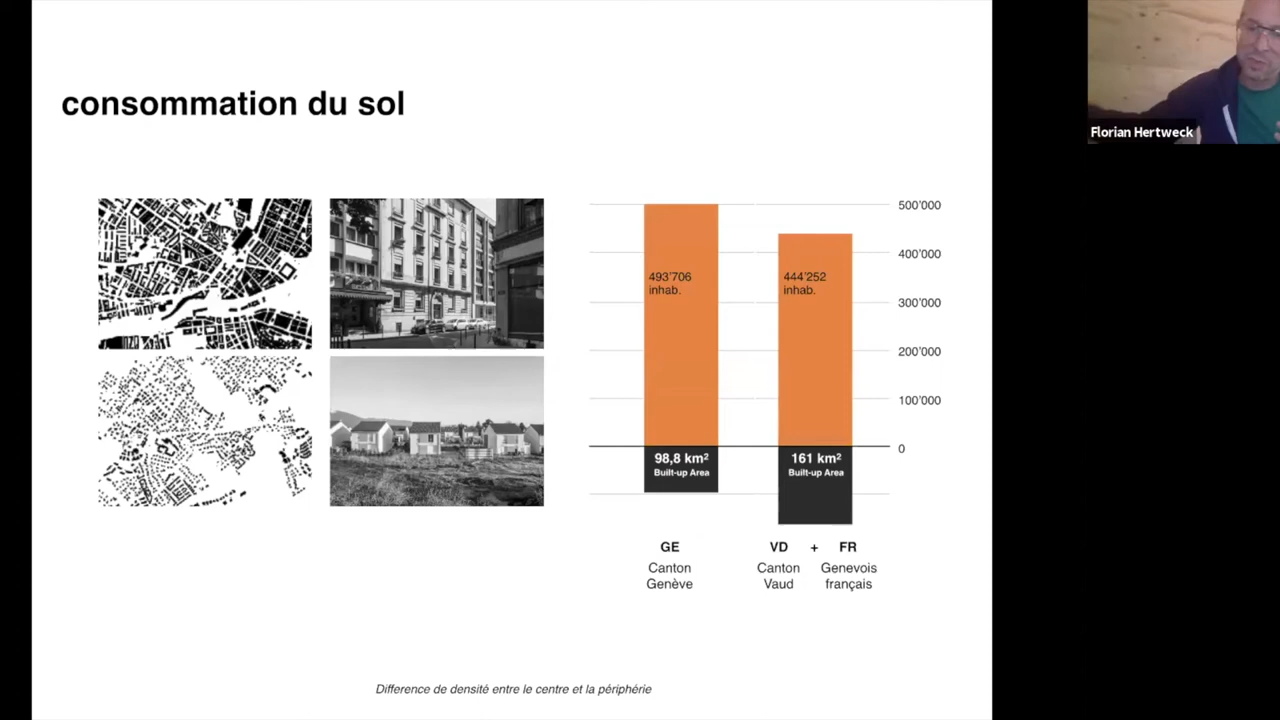 consommation du sol
Florian Hertweck
500’000
400’000
300’000
200’000
100’000
0
493’706
inhab.
444’252
inhab.
98,8 km²
Built-up Area
161 km²
Built-up Area
GE
Canton
Genève
VD + FR
Canton
Vaud
Genevois
français
Difference de densité entre le centre et la périphérie